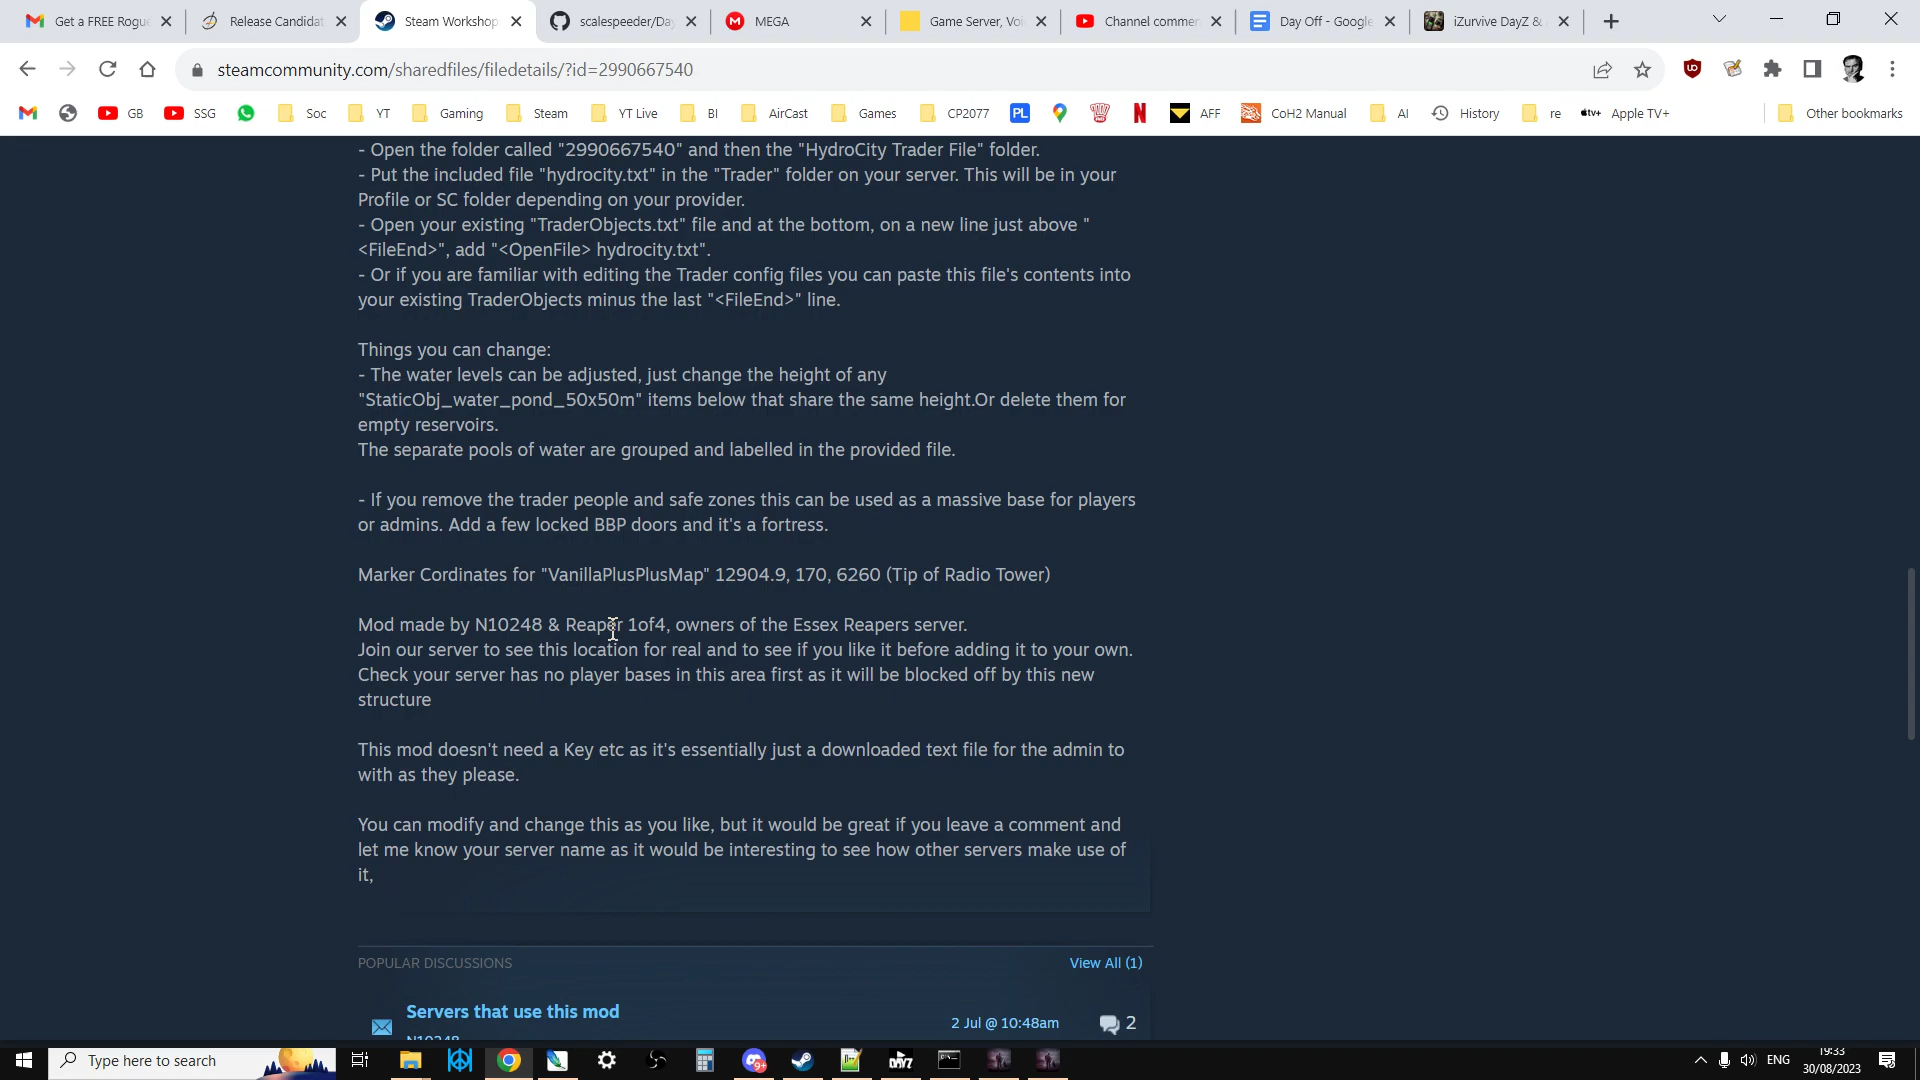 Get a FREE Rogue
Release Candidat
Steam Workshop
scalespeeder/Day
MEGA
Game Server, Voi
Channel commen
Day Off - Google
iZurvive DayZ &
steamcommunity.com/sharedfiles/filedetails/?id=2990667540
GB
SSG
Soc
YT
Gaming
Steam
YT Live
BI
AirCast
Games
CP2077
PL
AFF
CoH2 Manual
AI
History
re
tv+
Apple TV+
Other bookmarks
- Open the folder called "2990667540" and then the "HydroCity Trader File" folder.
- Put the included file "hydrocity.txt" in the "Trader" folder on your server. This will be in your
Profile or SC folder depending on your provider.
- Open your existing "TraderObjects.txt" file and at the bottom, on a new line just above "
<FileEnd>", add "<OpenFile> hydrocity.txt".
- Or if you are familiar with editing the Trader config files you can paste this file's contents into
your existing TraderObjects minus the last "<FileEnd>" line.
Things you can change:
- The water levels can be adjusted, just change the height of any
"StaticObj_water_pond_50x50m" items below that share the same height.Or delete them for
empty reservoirs.
The separate pools of water are grouped and labelled in the provided file.
- If you remove the trader people and safe zones this can be used as a massive base for players
or admins. Add a few locked BBP doors and it's a fortress.
Marker Cordinates for "VanillaPlusPlusMap" 12904.9, 170, 6260 (Tip of Radio Tower)
Mod made by N10248 & Reaper 1of4, owners of the Essex Reapers server.
Join our server to see this location for real and to see if you like it before adding it to your own.
Check your server has no player bases in this area first as it will be blocked off by this new
structure
This mod doesn't need a Key etc as it's essentially just a downloaded text file for the admin to
with as they please.
You can modify and change this as you like, but it would be great if you leave a comment and
let me know your server name as it would be interesting to see how other servers make use of
it,
POPULAR DISCUSSIONS
View All (1)
Servers that use this mod
2 Jul @ 10:48am
2
N10248
Type here to search
9+
DAYZ
ENG
19:33
30/08/2023